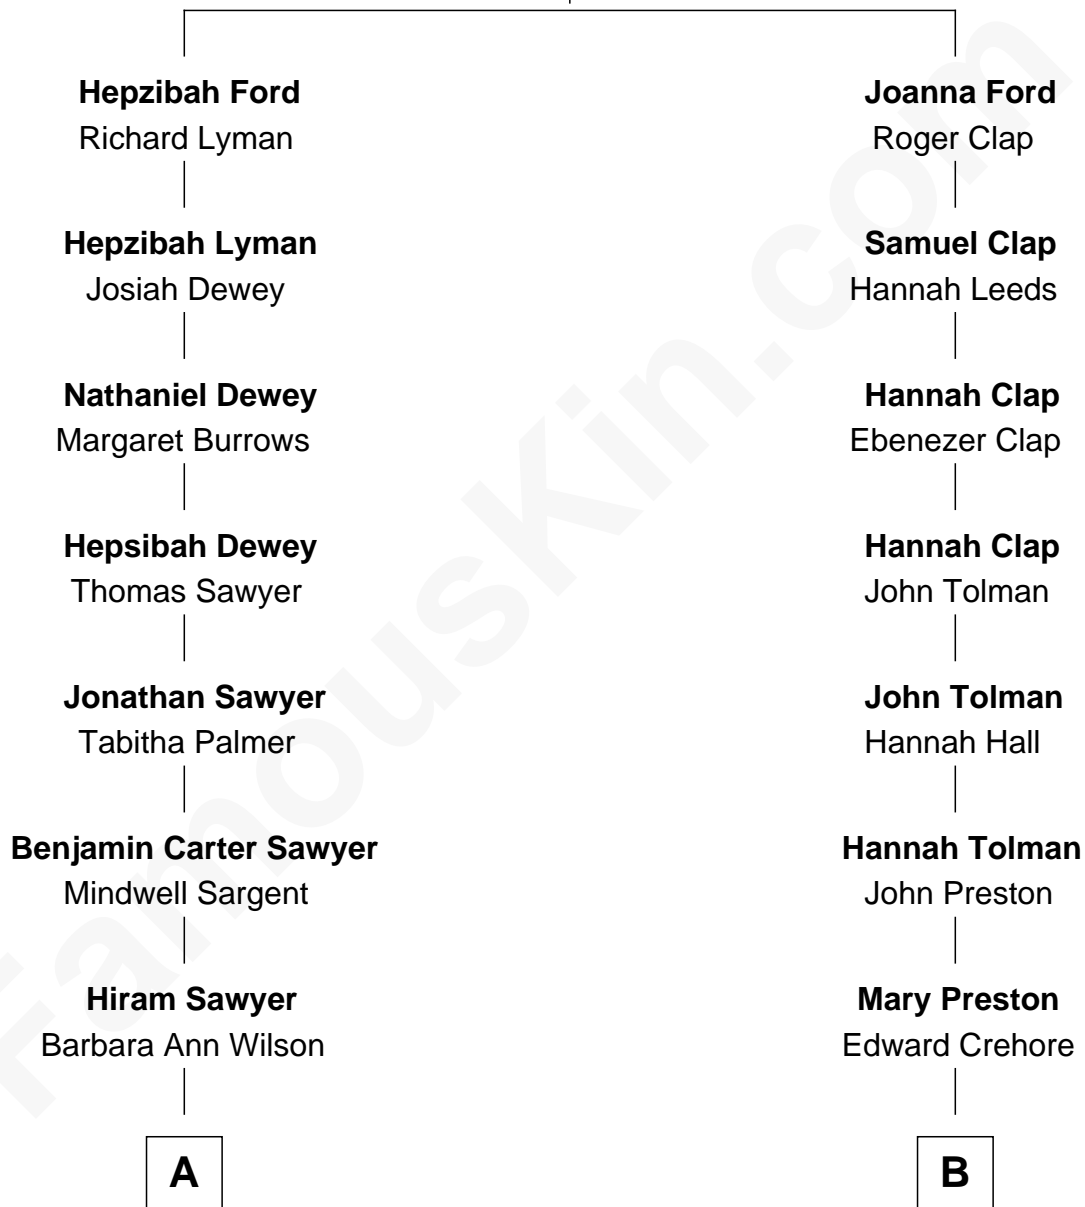 Hepzibah Ford
Richard Lyman
Hepzibah Lyman
Josiah Dewey
Nathaniel Dewey
Margaret Burrows
Hepsibah Dewey
Thomas Sawyer
Jonathan Sawyer
Tabitha Palmer
Benjamin Carter Sawyer
Mindwell Sargent
Hiram Sawyer
Barbara Ann Wilson
A
Joanna Ford
Roger Clap
Samuel Clap
Hannah Leeds
Hannah Clap
Ebenezer Clap
Hannah Clap
John Tolman
John Tolman
Hannah Hall
Hannah Tolman
John Preston
Mary Preston
Edward Crehore
B
FamousKin.com